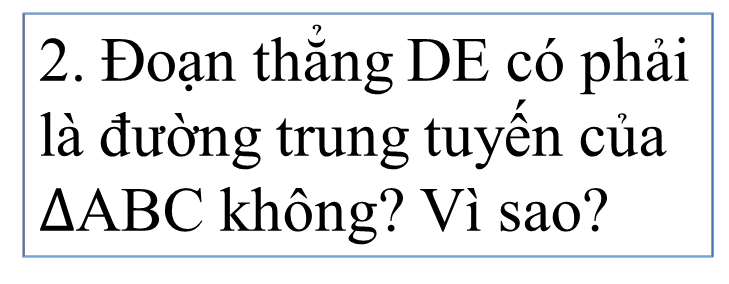 2. Đoạn thẳng DE có phải
là đường trung tuyến của
ΔABC không? Vì sao?